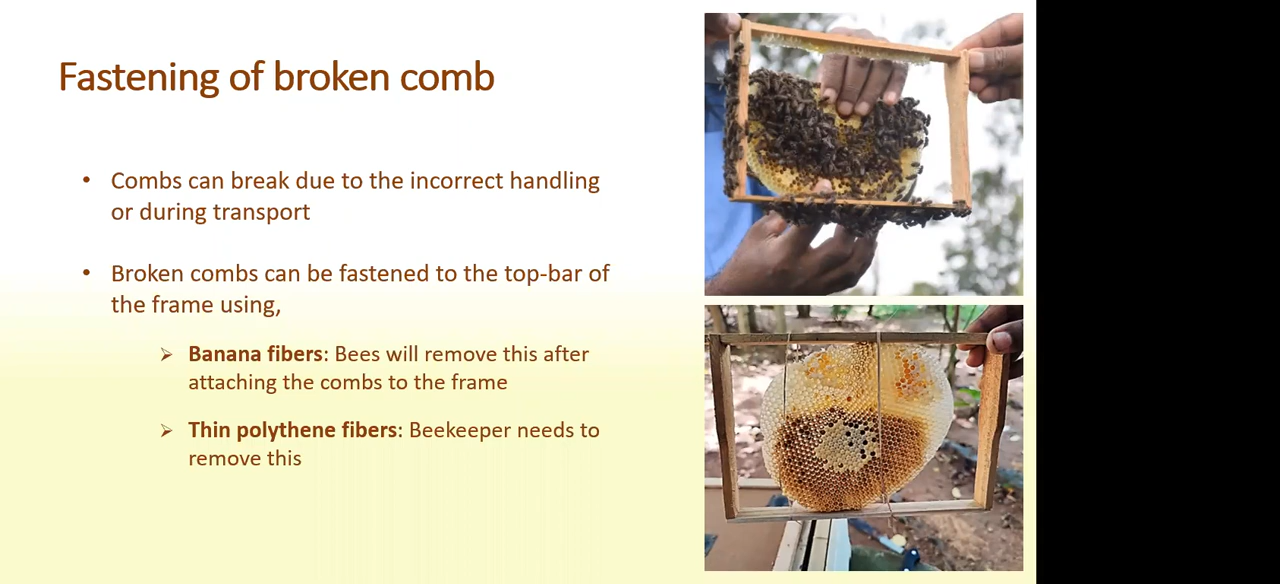 Fastening of broken comb
• Combs can break due to the incorrect handling
or during transport
• Broken combs can be fastened to the top-bar of
the frame using,
➢ Banana fibers: Bees will remove this after
attaching the combs to the frame
➢ Thin polythene fibers: Beekeeper needs to
remove this